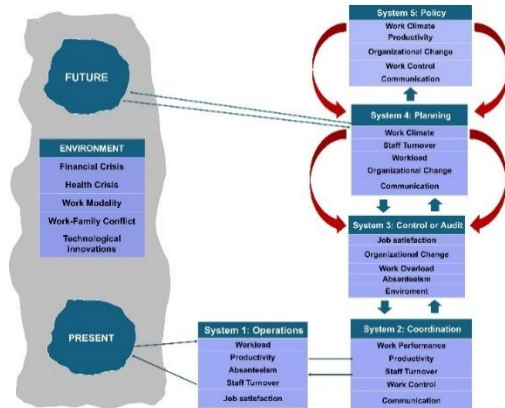 FUTURE
ENVIRONMENT
Financial Crisis
Health Crisis
Work Modality
Work-Family Conflict
Technological
innovations
PRESENT
System 5: Policy
Work Climate
Productivity
Organizational Change
Work Control
Communication
System 4: Planning
Work Climate
Staff Turnover
Workload
Organizational Change
Communication
System 3: Control or Audit
Job satisfaction
Organizational Change
Work Overload
Absenteeism
Enviroment
System 1: Operations
Workload
Productivity
Absenteeism
Staff Turnover
Job satisfaction
System 2: Coordination
Work Performance
Productivity
Staff Turnover
Work Control
Communication